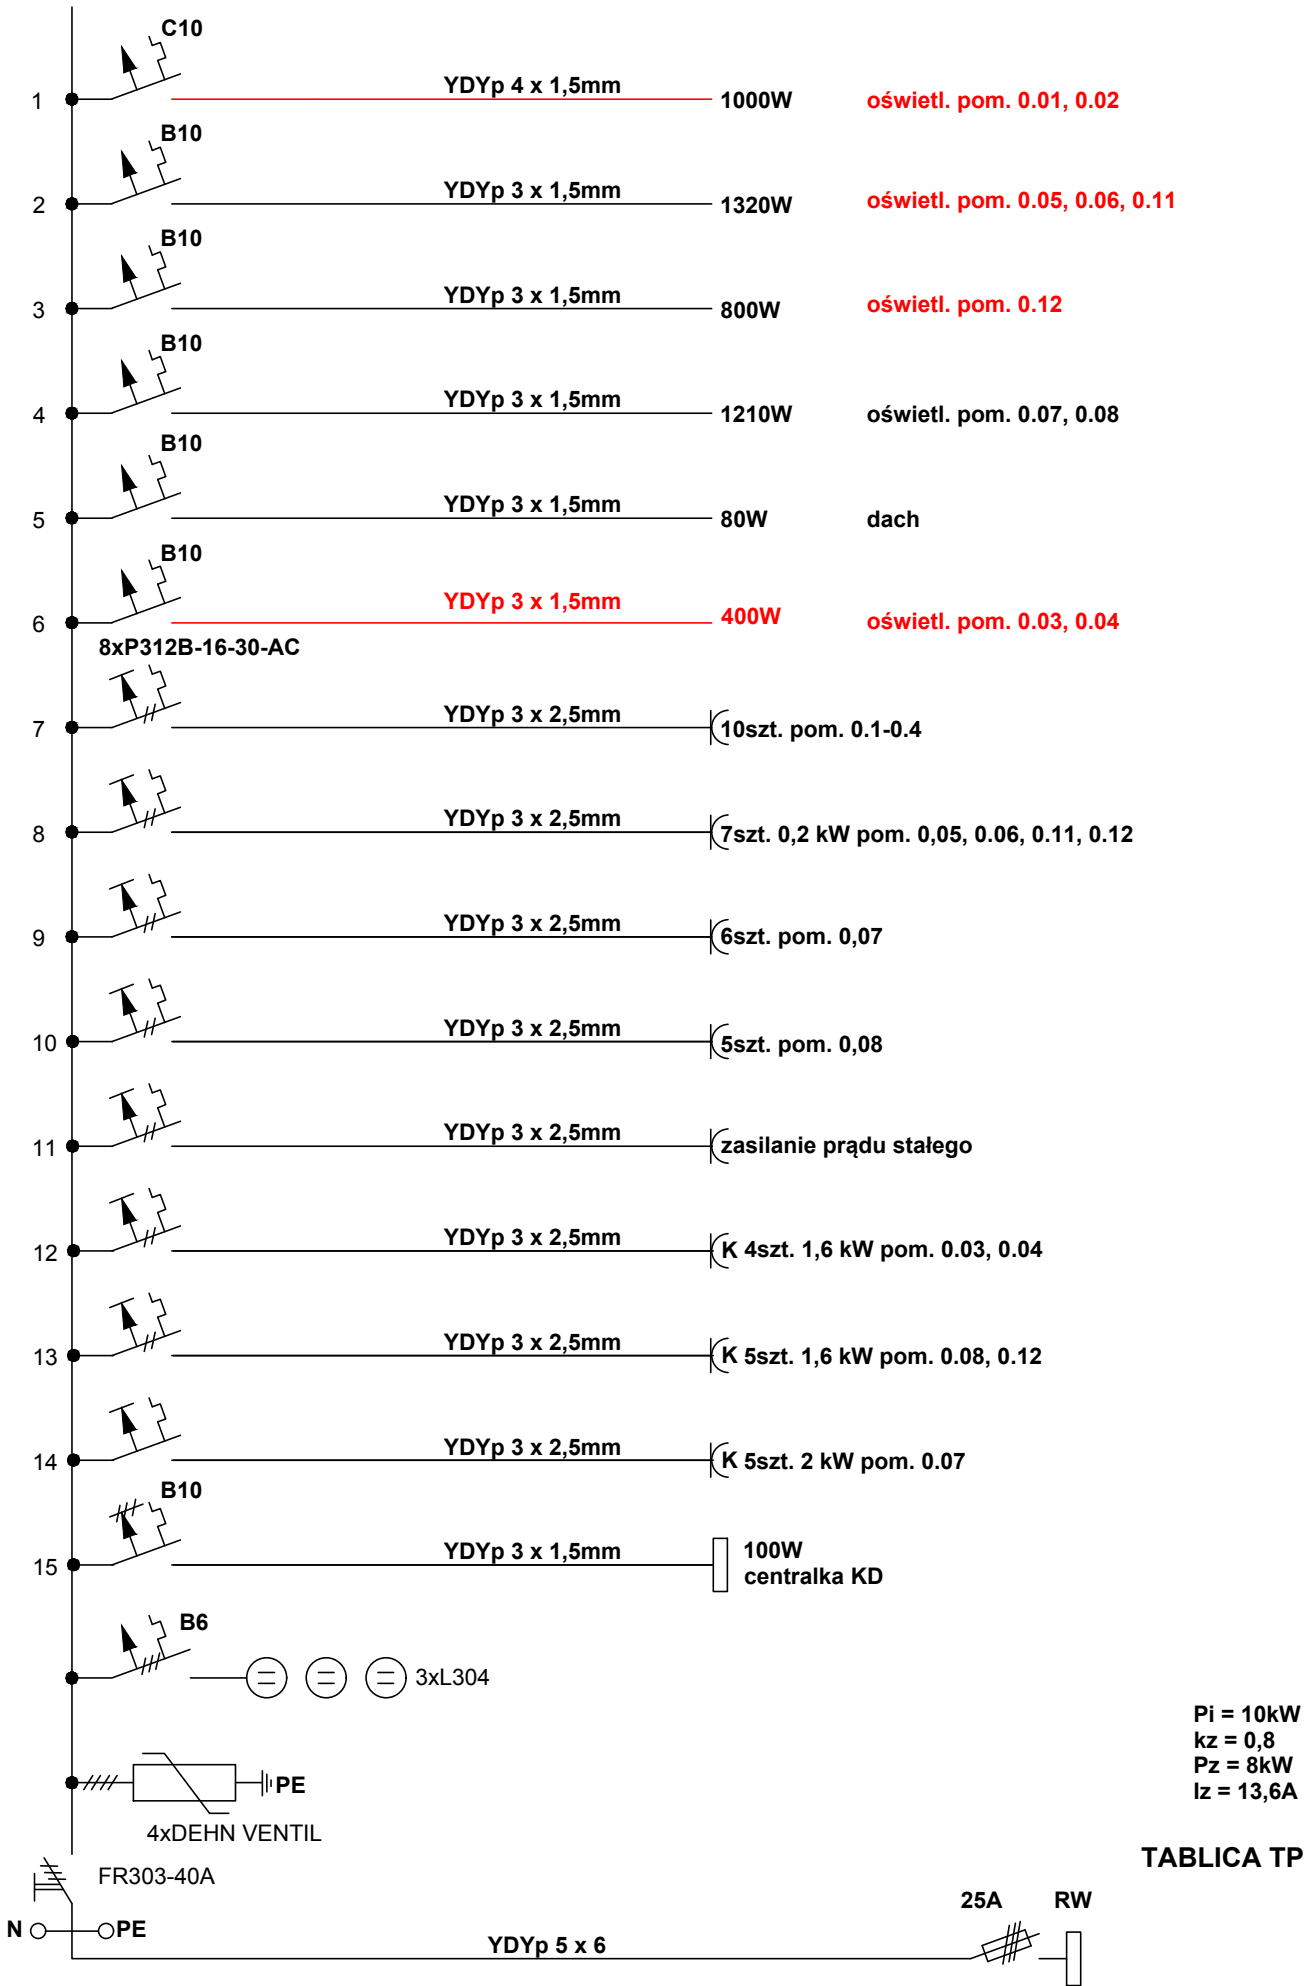 C10
1 YDYp 4 x 1,5mm 1000W oświetl. pom. 0.01, 0.02
B10
2 YDYp 3 x 1,5mm 1320W oświetl. pom. 0.05, 0.06, 0.11
B10
3 YDYp 3 x 1,5mm 800W oświetl. pom. 0.12
B10
4 YDYp 3 x 1,5mm 1210W oświetl. pom. 0.07, 0.08
B10
5 YDYp 3 x 1,5mm 80W dach
B10
6 YDYp 3 x 1,5mm 400W oświetl. pom. 0.03, 0.04
8xP312B-16-30-AC
7 YDYp 3 x 2,5mm 10szt. pom. 0.1-0.4
8 YDYp 3 x 2,5mm 7szt. 0,2 kW pom. 0,05, 0.06, 0.11, 0.12
9 YDYp 3 x 2,5mm 6szt. pom. 0,07
10 YDYp 3 x 2,5mm 5szt. pom. 0,08
11 YDYp 3 x 2,5mm zasilanie prądu stałego
12 YDYp 3 x 2,5mm K 4szt. 1,6 kW pom. 0.03, 0.04
13 YDYp 3 x 2,5mm K 5szt. 1,6 kW pom. 0.08, 0.12
14 YDYp 3 x 2,5mm K 5szt. 2 kW pom. 0.07
B10
15 YDYp 3 x 1,5mm 100W
centralka KD
B6
3xL304
Pi = 10kW
kz = 0,8
Pz = 8kW
Iz = 13,6A
PE
4xDEHN VENTIL
TABLICA TP
FR303-40A
25A RW
N PE
YDYp 5 x 6